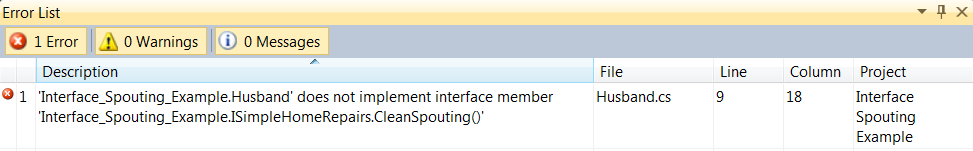 Error List
1 Error 0 Warnings 0 Messages
Description File Line Column Project
1 'Interface_Spouting_Example.Husband' does not implement interface member Husband.cs 9 18 Interface
'Interface_Spouting_Example.ISimpleHomeRepairs.CleanSpouting()' Spouting
Example